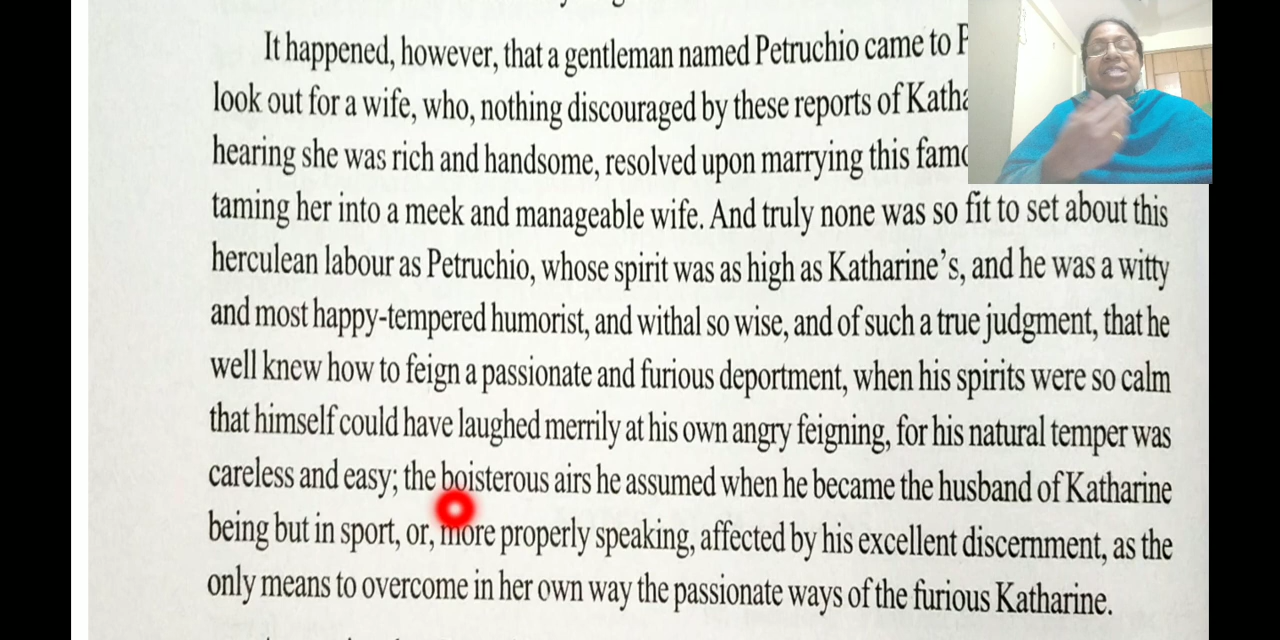 It happened, however, that a gentleman named Petruchio came to
look out for a wife, who, nothing discouraged by these reports of
hearing she was rich and handsome, resolved upon marrying this
taming her into a meek and manageable wife. And truly none was so fit to set about this
herculean labour as Petruchio, whose spirit was as high as Katharine's, and he was a witty
and most happy-tempered humorist, and withal so wise, and of such a true judgment, that he
well knew how to feign a passionate and furious deportment, when his spirits were so calm
that himself could have laughed merrily at his own angry feigning, for his natural temper was
careless and easy; the boisterous airs he assumed when he became the husband of Katharine
being but in sport, or, more properly speaking, affected by his excellent discernment, as the
only means to overcome in her own way the passionate ways of the furious Katharine.